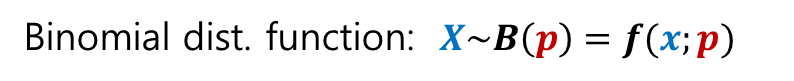 Binomial dist. function: X~B(p) = f(x;p)